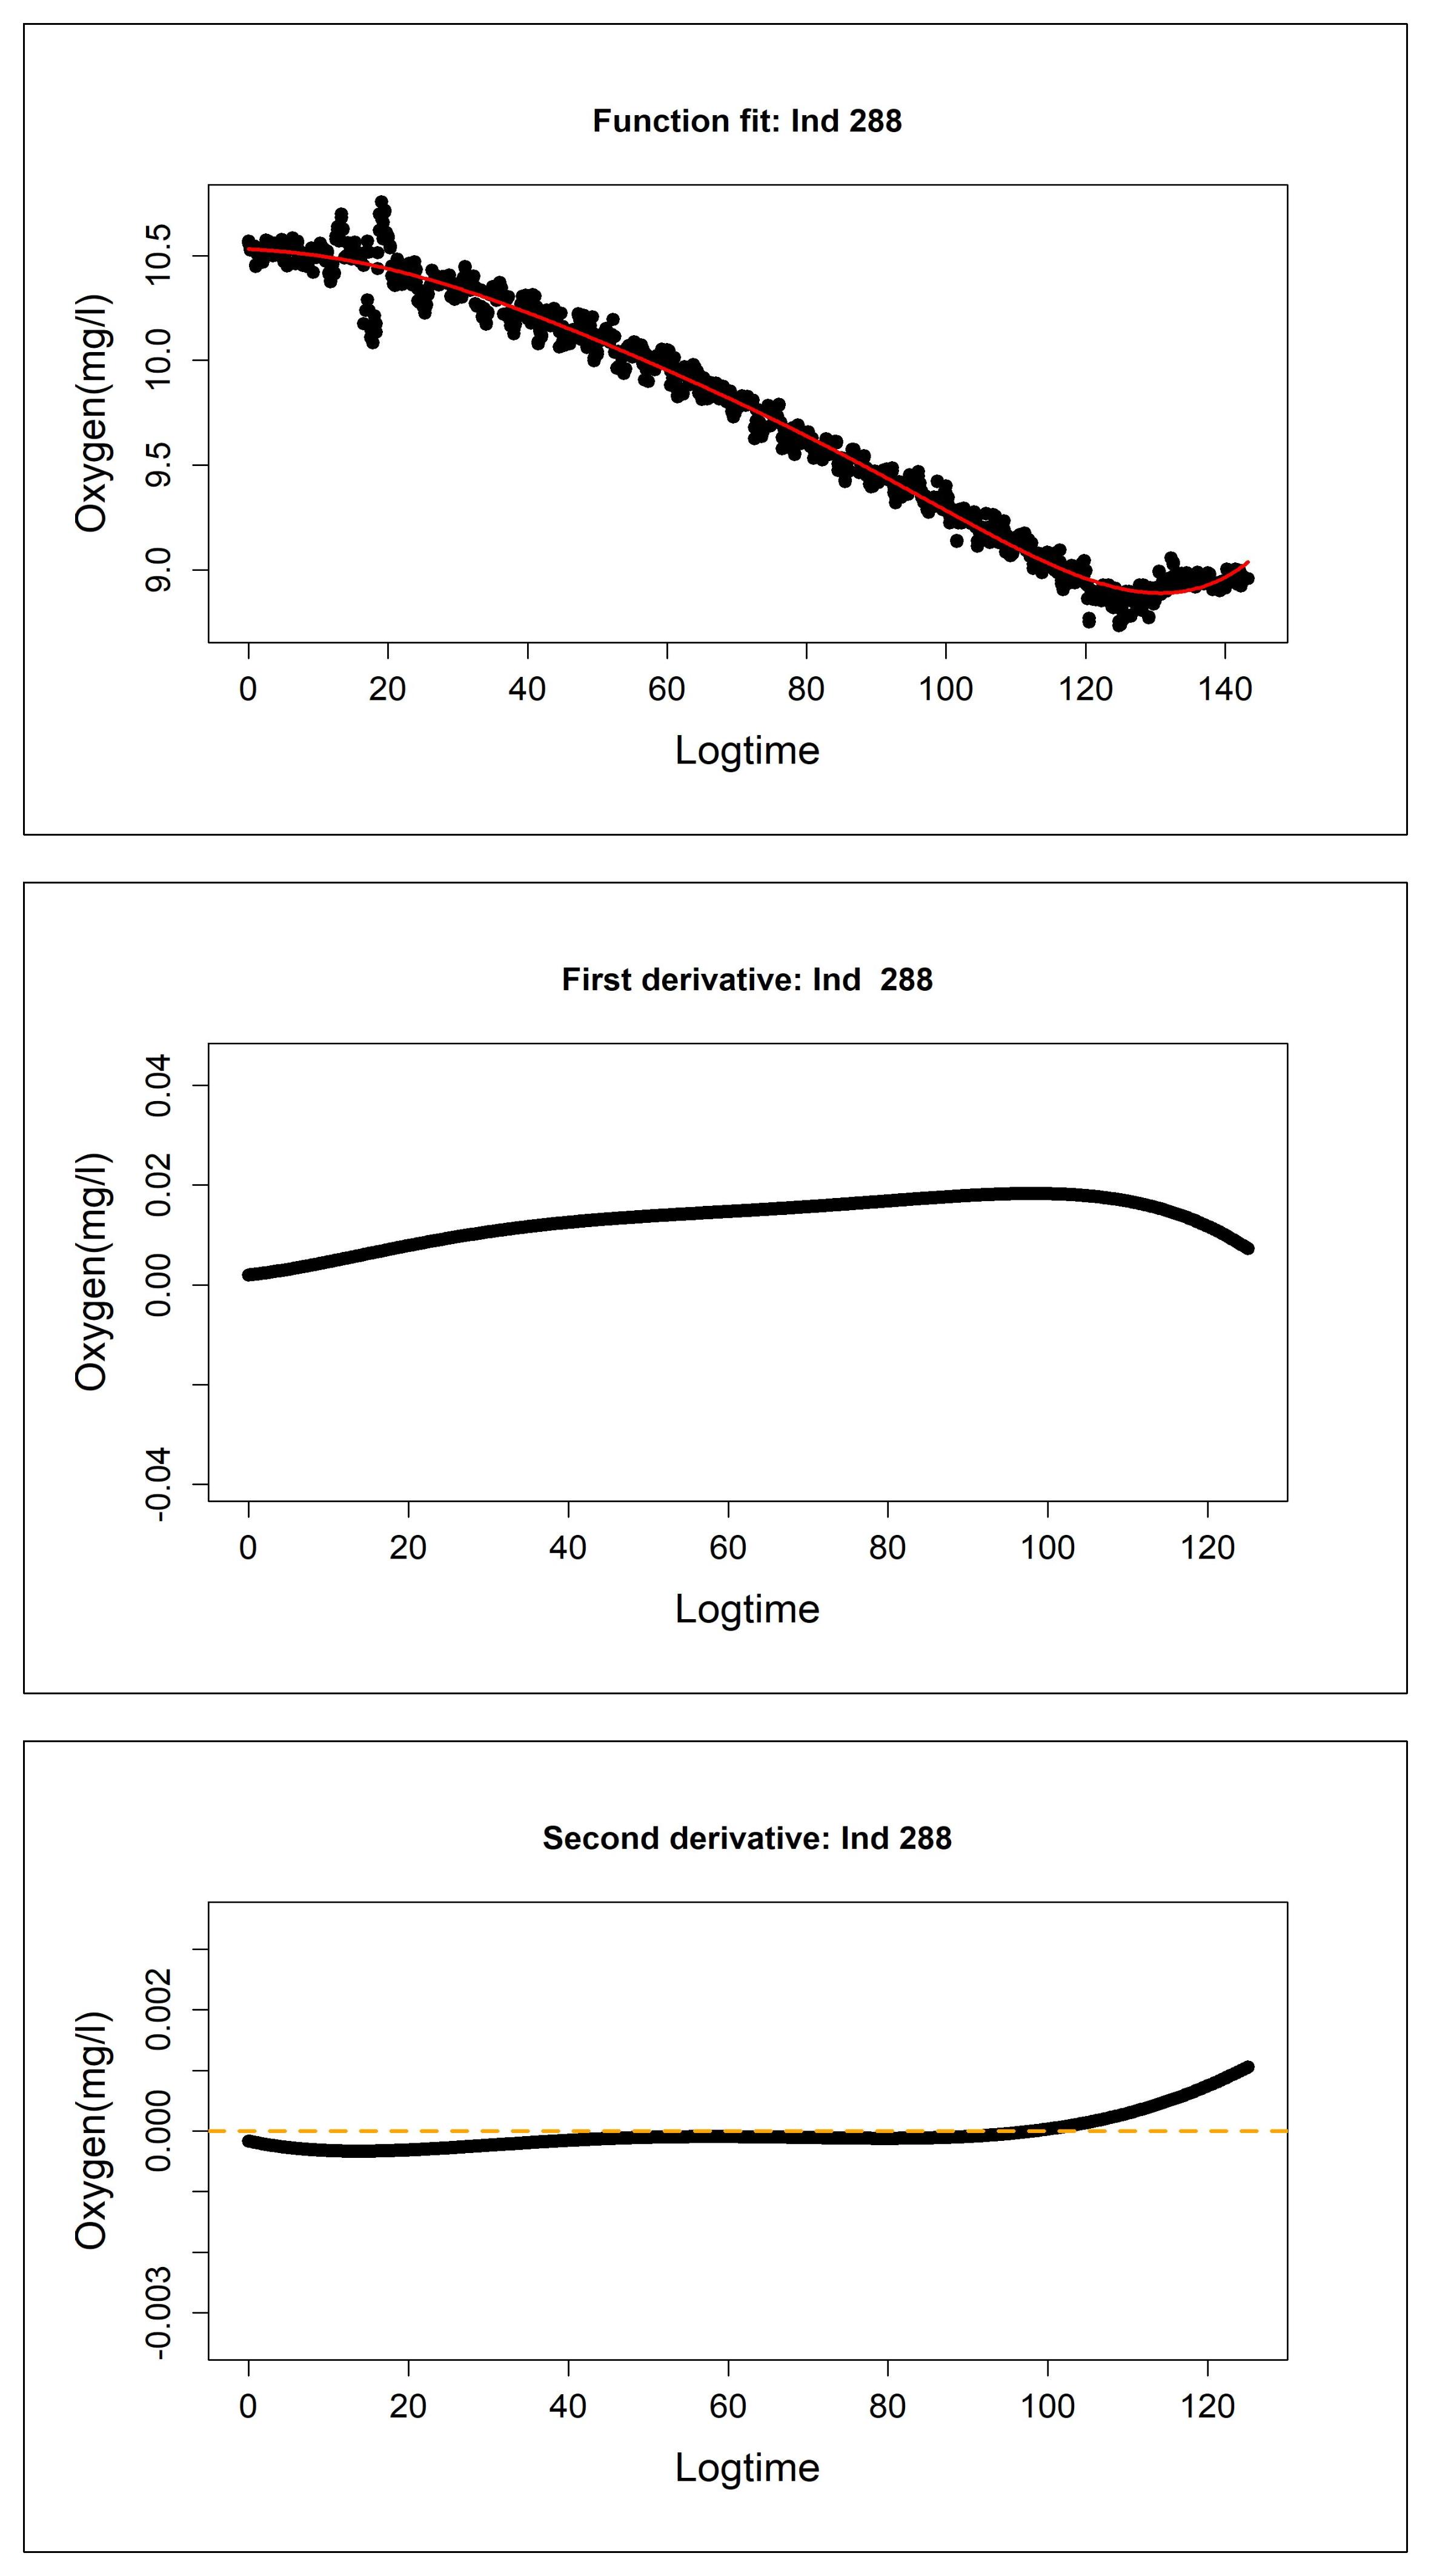 Function fit: Ind 288
Oxygen(mg/l)
10.5
10.0
9.5
9.0
0 20 40 60 80 100 120 140
Logtime
First derivative: Ind  288
Oxygen(mg/l)
0.04
0.02
0.00
-0.04
0 20 40 60 80 100 120
Logtime
Second derivative: Ind 288
Oxygen(mg/l)
0.002
0.000
-0.003
0 20 40 60 80 100 120
Logtime